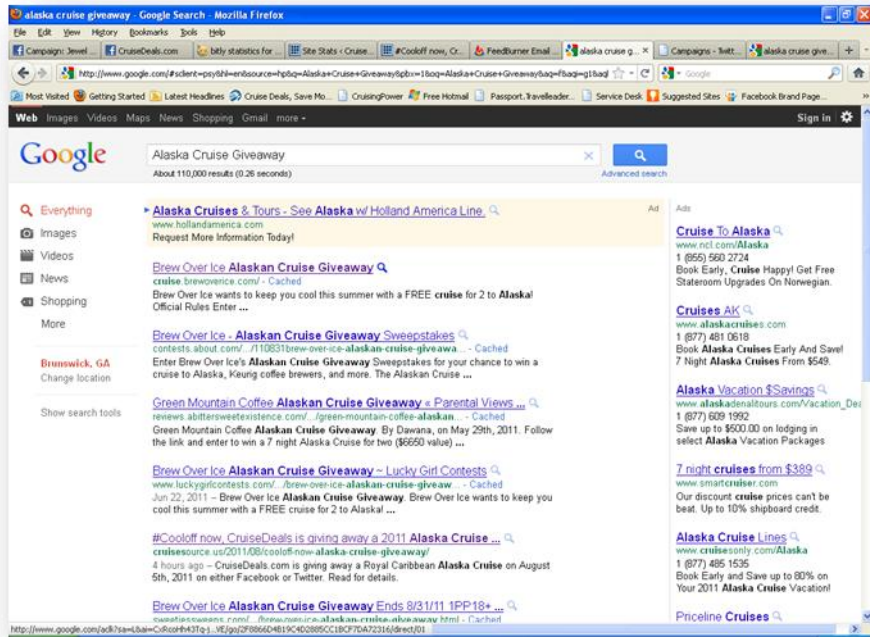 alaska cruise giveaway - Google Search - Mozilla Firefox
File Edit View History Bookmarks Tools Help
Campaign: Jewel ... CruiseDeals.com bitly statistics for ... Site Stats ‹ Cruise... #Cooloff now, Cr... FeedBurner Email ... alaska cruise g... × Campaigns - Twitt... alaska cruise give... +
Google
Most Visited Getting Started Latest Headlines Cruise Deals, Save Mo... CruisingPower Free Hotmail Passport.Travelleader... Service Desk Suggested Sites Facebook Brand Page... »
Web Images Videos Maps News Shopping Gmail more Sign in
Google
Alaska Cruise Giveaway
About 110,000 results (0.26 seconds)
Advanced search
Everything
Images
Videos
News
Shopping
More
Brunswick, GA
Change location
Show search tools
Alaska Cruises & Tours - See Alaska w/ Holland America Line. Ad
www.hollandamerica.com
Request More Information Today!
Brew Over Ice Alaskan Cruise Giveaway
cruise.brewoverice.com/ - Cached
Brew Over Ice wants to keep you cool this summer with a FREE cruise for 2 to Alaska!
Official Rules Enter ...
Brew Over Ice - Alaskan Cruise Giveaway Sweepstakes
contests.about.com/.../110831brew-over-ice-alaskan-cruise-giveawa... - Cached
Enter Brew Over Ice's Alaskan Cruise Giveaway Sweepstakes for your chance to win a
cruise to Alaska, Keurig coffee brewers, and more. The Alaskan Cruise ...
Green Mountain Coffee Alaskan Cruise Giveaway « Parental Views ...
reviews.abittersweetexistence.com/.../green-mountain-coffee-alaskan... - Cached
Green Mountain Coffee Alaskan Cruise Giveaway. By Dawana, on May 29th, 2011. Follow
the link and enter to win a 7 night Alaska Cruise for two ($6650 value) ...
Brew Over Ice Alaskan Cruise Giveaway ~ Lucky Girl Contests
www.luckygirlcontests.com/.../brew-over-ice-alaskan-cruise-giveaw... - Cached
Jun 22, 2011 – Brew Over Ice Alaskan Cruise Giveaway. Brew Over Ice wants to keep you
cool this summer with a FREE cruise for 2 to Alaska! ...
#Cooloff now, CruiseDeals is giving away a 2011 Alaska Cruise ...
cruisesource.us/2011/08/cooloff-now-alaska-cruise-giveaway/
4 hours ago – CruiseDeals.com is giving away a Royal Caribbean Alaska Cruise on August
5th, 2011 on either Facebook or Twitter. Read for details.
Brew Over Ice Alaskan Cruise Giveaway Ends 8/31/11 1PP18+ ...
sweetiessweeps.com/.../brew-over-ice-alaskan-cruise-giveaway.html - Cached
Ads
Cruise To Alaska
www.ncl.com/Alaska
1 (855) 560 2724
Book Early, Cruise Happy! Get Free
Stateroom Upgrades On Norwegian.
Cruises AK
www.alaskacruises.com
1 (877) 481 0618
Book Alaska Cruises Early And Save!
7 Night Alaska Cruises From $549.
Alaska Vacation $Savings
www.alaskadenalitours.com/Vacation_Dea
1 (877) 609 1992
Save up to $500.00 on lodging in
select Alaska Vacation Packages
7 night cruises from $389
www.smartcruiser.com
Our discount cruise prices can't be
beat. Up to 10% shipboard credit.
Alaska Cruise Lines
www.cruisesonly.com/Alaska
1 (877) 485 1535
Book Early and Save up to 80% on
Your 2011 Alaska Cruise Vacation!
Priceline Cruises